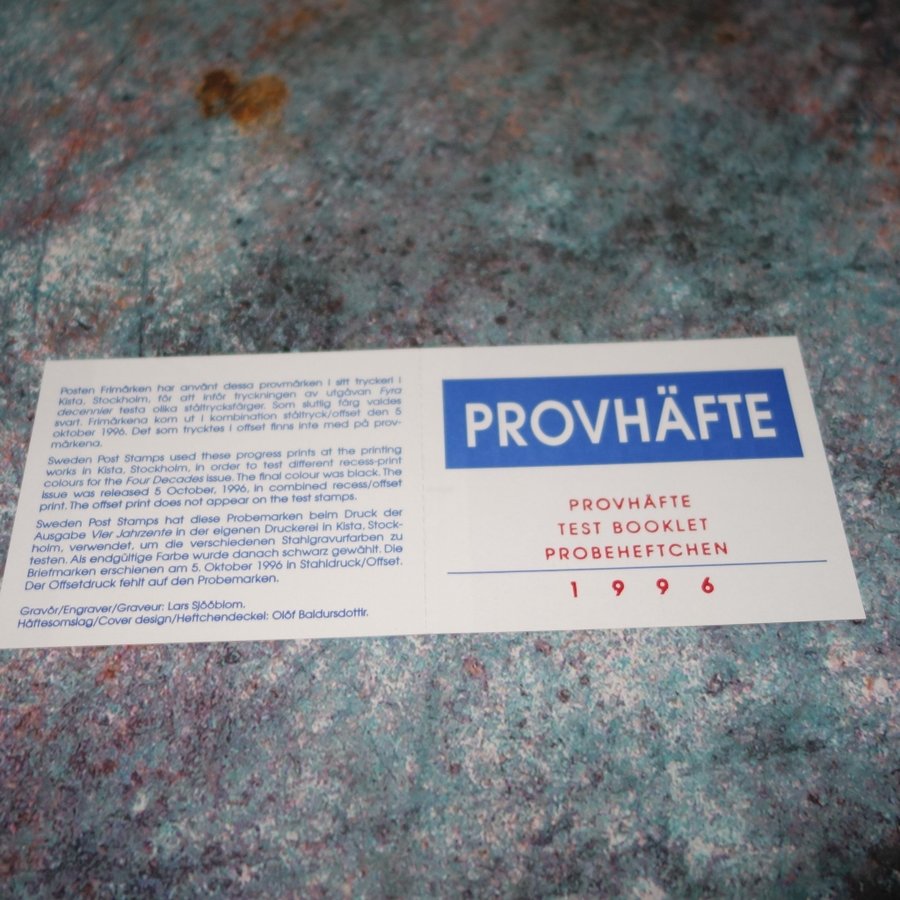 Posten Frimärken har använt dessa provmärken i sitt tryckeri i
Kista, Stockholm, för att inför tryckningen av utgåvan Fyra
decennier testa olika ståltrycksfärger. Som slutlig färg valdes
svart. Frimärkena kom ut i kombination ståltryck/offset den 5
oktober 1996. Det som trycktes i offset finns inte med på prov-
märkena.
Sweden Post Stamps used these progress prints at the printing
works in Kista, Stockholm, in order to test different recess-print
colours for the Four Decades issue. The final colour was black. The
issue was released 5 October, 1996, in combined recess/offset
print. The offset print does not appear on the test stamps.
Sweden Post Stamps hat diese Probemarken beim Druck der
Ausgabe Vier Jahrzente in der eigenen Druckerei in Kista, Stock-
holm, verwendet, um die verschiedenen Stahlgravurfarben zu
testen. Als endgültige Farbe wurde danach schwarz gewählt. Die
Briefmarken erschienen am 5. Oktober 1996 in Stahldruck/Offset.
Der Offsetdruck fehlt auf den Probemarken.
Gravör/Engraver/Graveur: Lars Sjööblom.
Häftesomslag/Cover design/Heftchendeckel: Olöf Baldursdottir.
PROVHÄFTE
PROVHÄFTE
TEST BOOKLET
PROBEHEFTCHEN
1 9 9 6